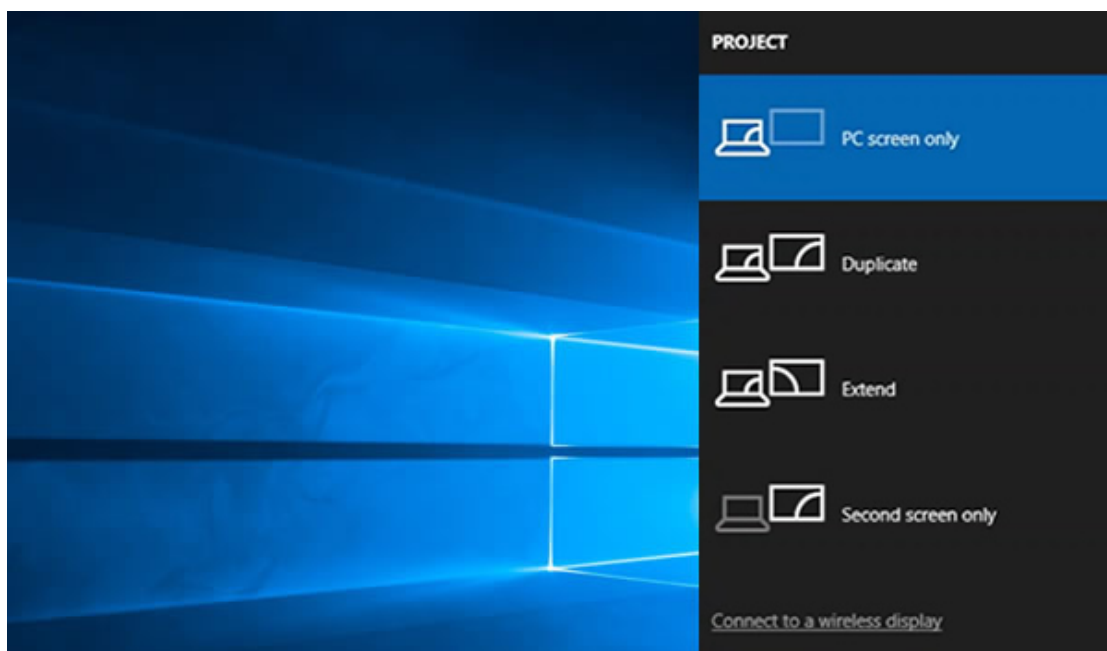 PROJECT
PC screen only
Duplicate
Extend
Second screen only
Connect to a wireless display